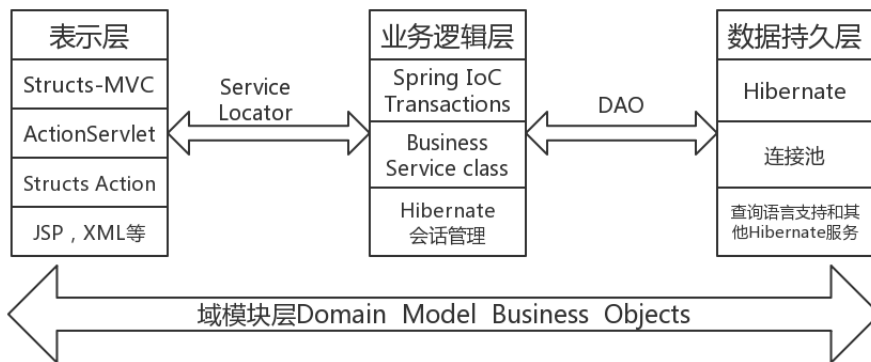 表示层
Structs-MVC
ActionServlet
Structs Action
JSP，XML等
Service
Locator
业务逻辑层
Spring IoC
Transactions
Business
Service class
Hibernate
会话管理
DAO
数据持久层
Hibernate
连接池
查询语言支持和其
他Hibernate服务
域模块层Domain Model Business Objects